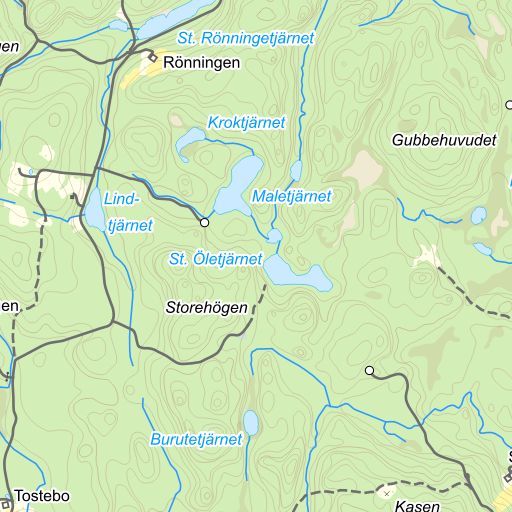 St. Rönningetjärnet
Rönningen
Kroktjärnet
Gubbehuvudet
Lind-
tjärnet
Maletjärnet
St. Öletjärnet
Storehögen
Burutetjärnet
Tostebo
Kasen